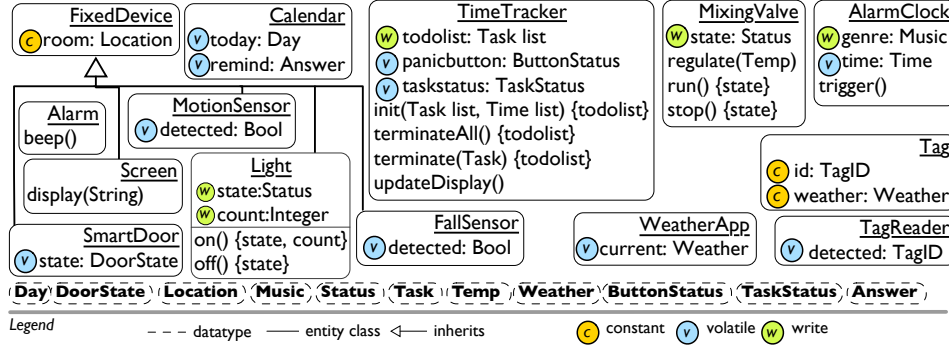 FixedDevice
C room: Location
Calendar
V today: Day
V remind: Answer
TimeTracker
W todolist: Task list
V panicbutton: ButtonStatus
V taskstatus: TaskStatus
init(Task list, Time list) {todolist}
terminateAll() {todolist}
terminate(Task) {todolist}
updateDisplay()
MixingValve
W state: Status
regulate(Temp)
run() {state}
stop() {state}
AlarmClock
W genre: Music
V time: Time
trigger()
Alarm
beep()
MotionSensor
V detected: Bool
Screen
display(String)
Light
W state:Status
W count:Integer
on() {state, count}
off() {state}
Tag
C id: TagID
C weather: Weather
SmartDoor
V state: DoorState
FallSensor
V detected: Bool
WeatherApp
V current: Weather
TagReader
V detected: TagID
Day DoorState Location Music Status Task Temp Weather ButtonStatus TaskStatus Answer
Legend
datatype entity class inherits C constant V volatile W write